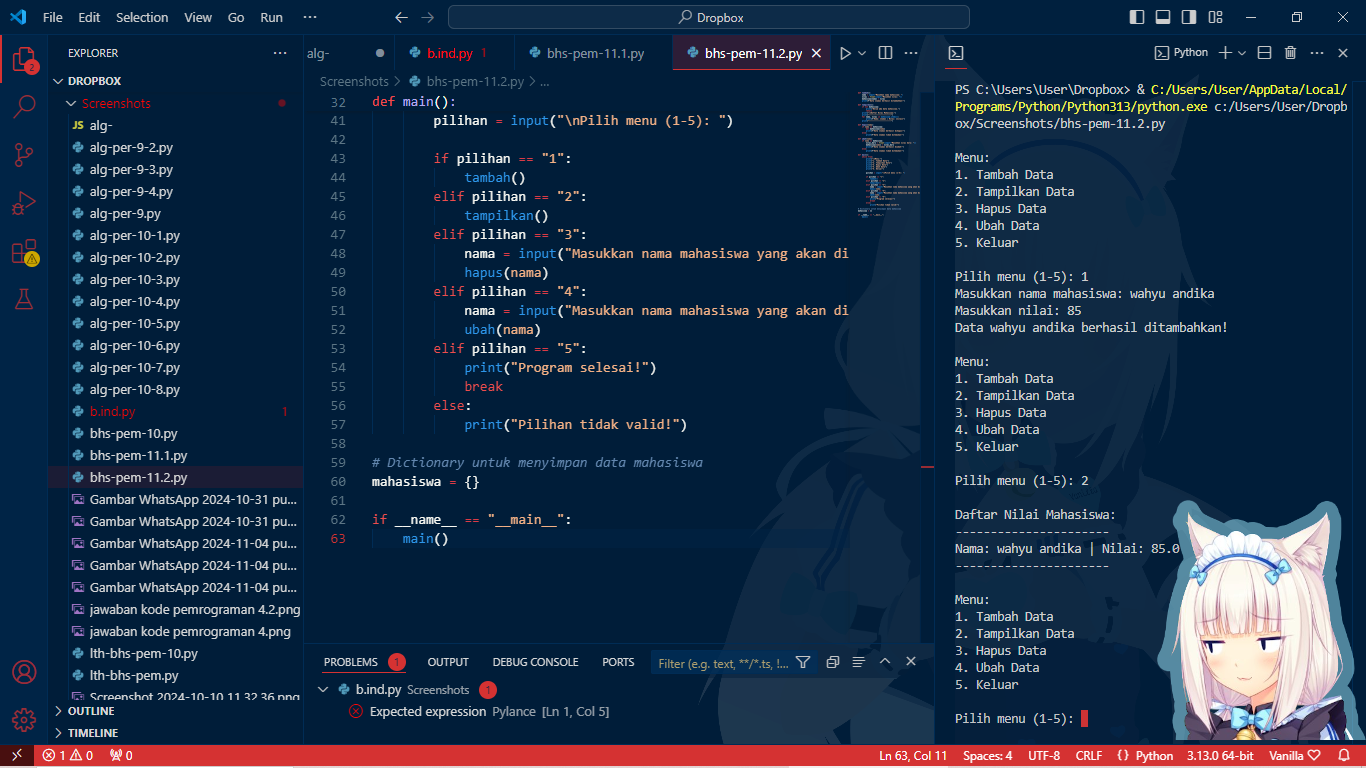 File Edit Selection View Go Run ···
Dropbox
EXPLORER
DROPBOX
Screenshots
JS alg-
alg-per-9-2.py
alg-per-9-3.py
alg-per-9-4.py
alg-per-9.py
alg-per-10-1.py
alg-per-10-2.py
alg-per-10-3.py
alg-per-10-4.py
alg-per-10-5.py
alg-per-10-6.py
alg-per-10-7.py
alg-per-10-8.py
b.ind.py 1
bhs-pem-10.py
bhs-pem-11.1.py
bhs-pem-11.2.py
Gambar WhatsApp 2024-10-31 pu...
Gambar WhatsApp 2024-10-31 pu...
Gambar WhatsApp 2024-11-04 pu...
Gambar WhatsApp 2024-11-04 pu...
Gambar WhatsApp 2024-11-04 pu...
jawaban kode pemrograman 4.2.png
jawaban kode pemrograman 4.png
lth-bhs-pem-10.py
lth-bhs-pem.py
Screenshot 2024-10-10 11 32 36.png
OUTLINE
TIMELINE
2
alg- b.ind.py 1 bhs-pem-11.1.py bhs-pem-11.2.py
Screenshots > bhs-pem-11.2.py > ...
32 def main():
41 pilihan = input("\nPilih menu (1-5): ")
42
43 if pilihan == "1":
44 tambah()
45 elif pilihan == "2":
46 tampilkan()
47 elif pilihan == "3":
48 nama = input("Masukkan nama mahasiswa yang akan di
49 hapus(nama)
50 elif pilihan == "4":
51 nama = input("Masukkan nama mahasiswa yang akan di
52 ubah(nama)
53 elif pilihan == "5":
54 print("Program selesai!")
55 break
56 else:
57 print("Pilihan tidak valid!")
58
59 # Dictionary untuk menyimpan data mahasiswa
60 mahasiswa = {}
61
62 if __name__ == "__main__":
63 main()
PROBLEMS 1 OUTPUT DEBUG CONSOLE PORTS Filter (e.g. text, **/*.ts, !...
b.ind.py Screenshots 1
Expected expression Pylance [Ln 1, Col 5]
Python
PS C:\Users\User\Dropbox> & C:/Users/User/AppData/Local/
Programs/Python/Python313/python.exe c:/Users/User/Dropb
ox/Screenshots/bhs-pem-11.2.py
Menu:
1. Tambah Data
2. Tampilkan Data
3. Hapus Data
4. Ubah Data
5. Keluar
Pilih menu (1-5): 1
Masukkan nama mahasiswa: wahyu andika
Masukkan nilai: 85
Data wahyu andika berhasil ditambahkan!
Menu:
1. Tambah Data
2. Tampilkan Data
3. Hapus Data
4. Ubah Data
5. Keluar
Pilih menu (1-5): 2
Daftar Nilai Mahasiswa:
----------------------
Nama: wahyu andika | Nilai: 85.0
----------------------
Menu:
1. Tambah Data
2. Tampilkan Data
3. Hapus Data
4. Ubah Data
5. Keluar
Pilih menu (1-5):
1 0 0 Ln 63, Col 11 Spaces: 4 UTF-8 CRLF {} Python 3.13.0 64-bit Vanilla